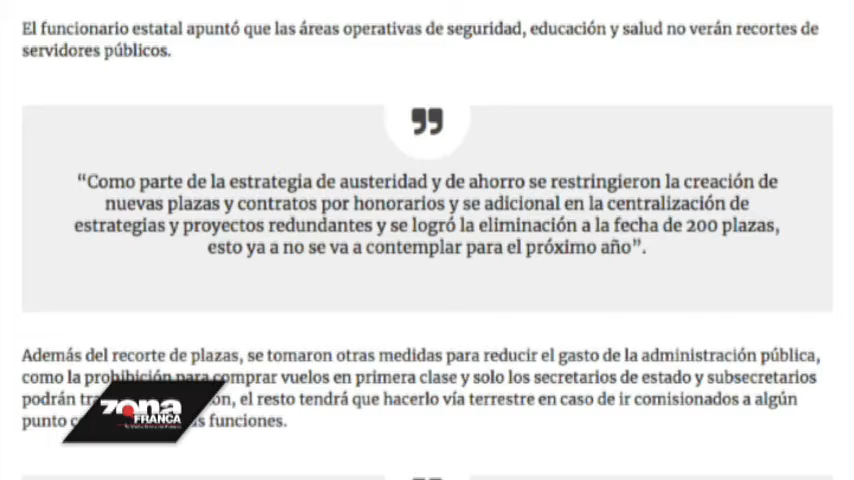 El funcionario estatal apuntó que las áreas operativas de seguridad, educación y salud no verán recortes de
servidores públicos.
”
“Como parte de la estrategia de austeridad y de ahorro se restringieron la creación de
nuevas plazas y contratos por honorarios y se adicional en la centralización de
estrategias y proyectos redundantes y se logró la eliminación a la fecha de 200 plazas,
esto ya a no se va a contemplar para el próximo año”.
Además del recorte de plazas, se tomaron otras medidas para reducir el gasto de la administración pública,
como la prohibición para comprar vuelos en primera clase y solo los secretarios de estado y subsecretarios
podrán el resto tendrá que hacerlo vía terrestre en caso de ir comisionados a algún
punto funciones.
ZONA
FRANCA